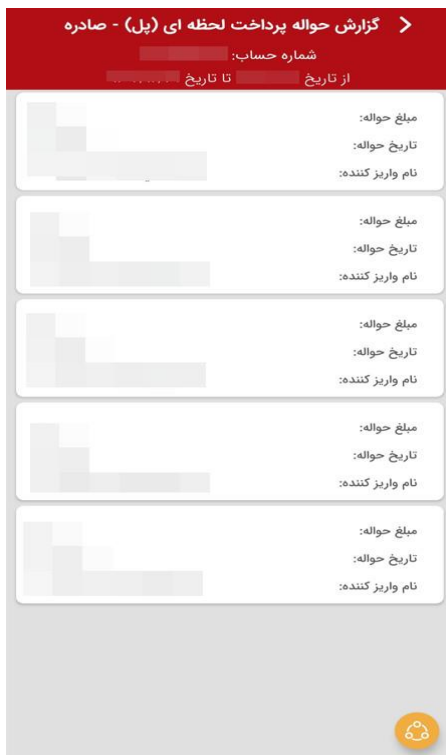 گزارش حواله پرداخت لحظه ای (پل) - صادره
شماره حساب:
از تاریخ تا تاریخ
مبلغ حواله:
تاریخ حواله:
نام واریز کننده:
مبلغ حواله:
تاریخ حواله:
نام واریز کننده:
مبلغ حواله:
تاریخ حواله:
نام واریز کننده:
مبلغ حواله:
تاریخ حواله:
نام واریز کننده:
مبلغ حواله:
تاریخ حواله:
نام واریز کننده: